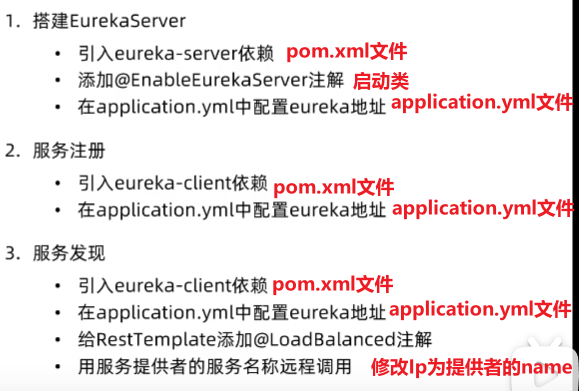 1. 搭建EurekaServer
• 引入eureka-server依赖 pom.xml文件
• 添加@EnableEurekaServer注解 启动类
• 在application.yml中配置eureka地址 application.yml文件
2. 服务注册
• 引入eureka-client依赖 pom.xml文件
• 在application.yml中配置eureka地址 application.yml文件
3. 服务发现
• 引入eureka-client依赖 pom.xml文件
• 在application.yml中配置eureka地址 application.yml文件
• 给RestTemplate添加@LoadBalanced注解
• 用服务提供者的服务名称远程调用 修改Ip为提供者的name